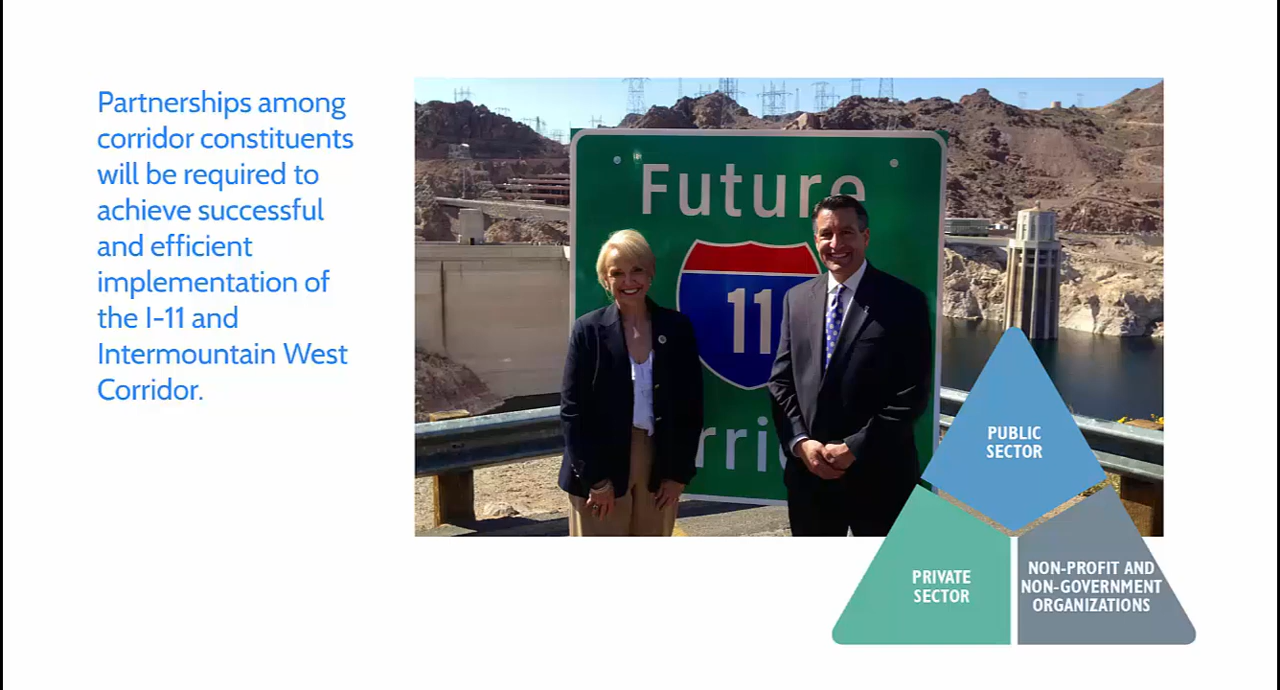 Partnerships among
corridor constituents
will be required to
achieve successful
and efficient
implementation of
the I-11 and
Intermountain West
Corridor.
Future
11
rri
PUBLIC
SECTOR
PRIVATE
SECTOR
NON-PROFIT AND
NON-GOVERNMENT
ORGANIZATIONS